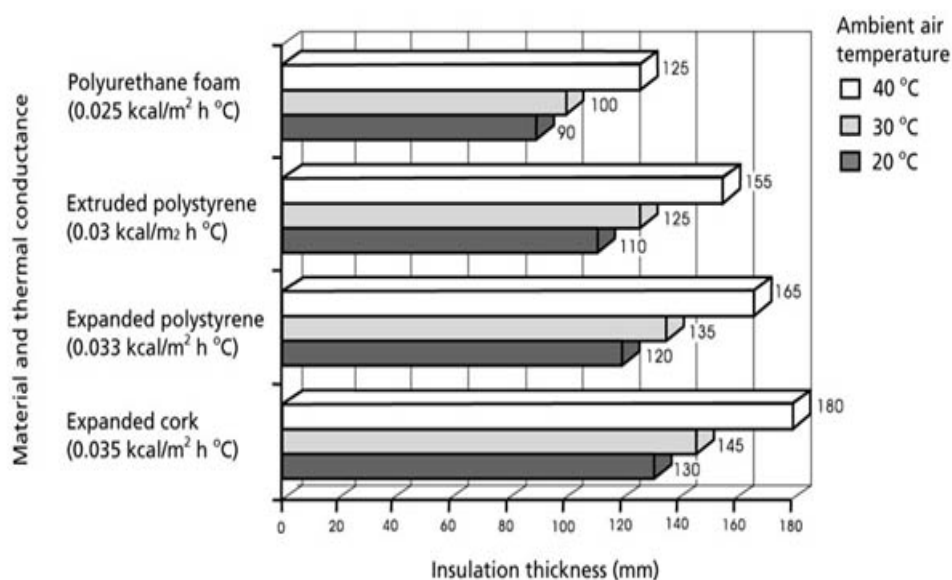 Ambient air
temperature
40 °C
30 °C
20 °C
Material and thermal conductance
Polyurethane foam
(0.025 kcal/m² h °C)
125
100
90
Extruded polystyrene
(0.03 kcal/m₂ h °C)
155
125
110
Expanded polystyrene
(0.033 kcal/m² h °C)
165
135
120
Expanded cork
(0.035 kcal/m² h °C)
180
145
130
0 20 40 60 80 100 120 140 160 180
Insulation thickness (mm)